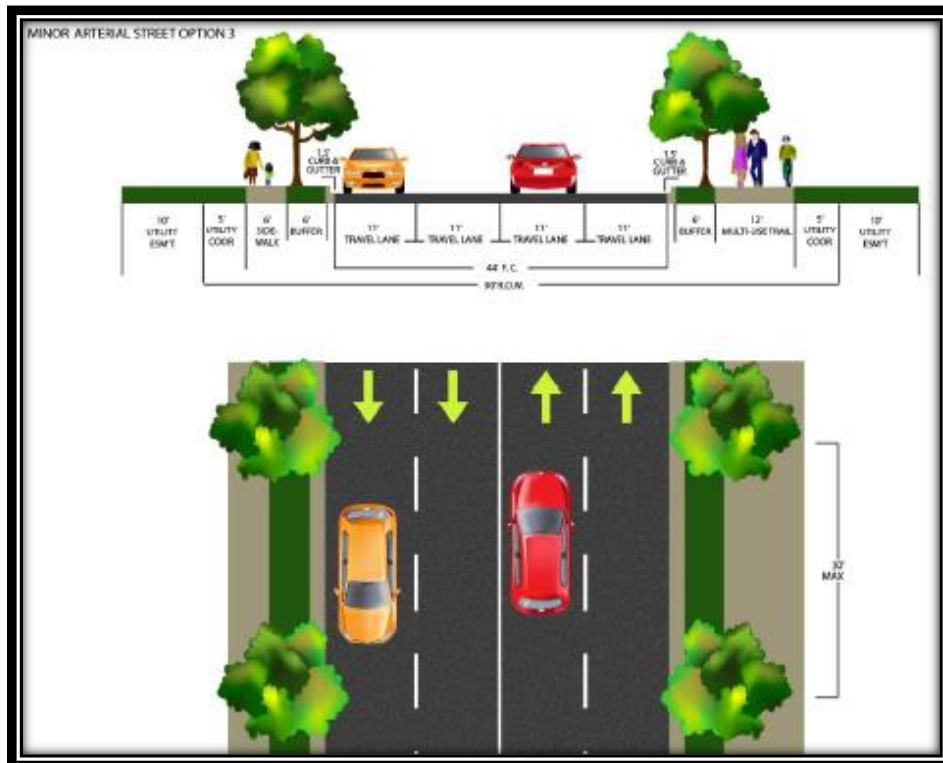 MINOR ARTERIAL STREET OPTION 3
1.5'
CURB &
GUTTER
1.5'
CURB &
GUTTER
10'
UTILITY
ESM'T
5'
UTILITY
COOR
6'
SIDE-
WALK
6'
BUFFER
11'
TRAVEL LANE
11'
TRAVEL LANE
11'
TRAVEL LANE
11'
TRAVEL LANE
6'
BUFFER
12'
MULTI-USE TRAIL
5'
UTILITY
COOR
10'
UTILITY
ESM'T
44' F. C.
90' R.O.W.
30'
MAX